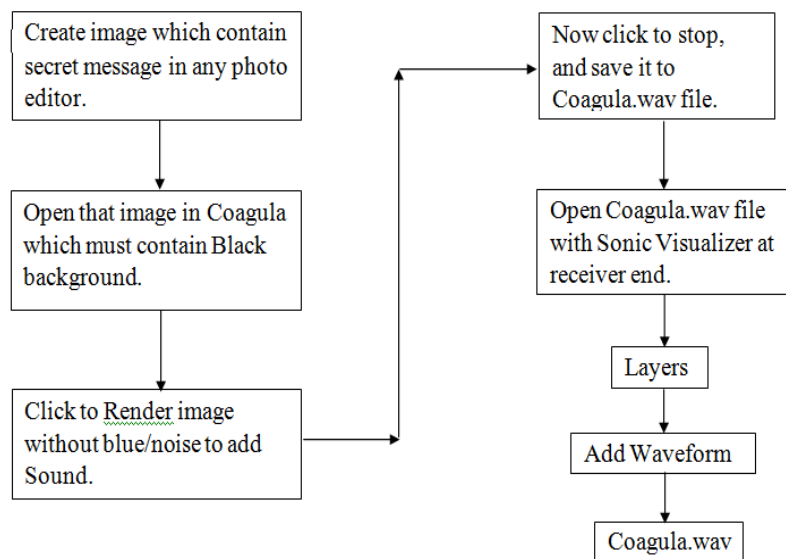 Create image which contain
secret message in any photo
editor.
Open that image in Coagula
which must contain Black
background.
Click to Render image
without blue/noise to add
Sound.
Now click to stop,
and save it to
Coagula.wav file.
Open Coagula.wav file
with Sonic Visualizer at
receiver end.
Layers
Add Waveform
Coagula.wav